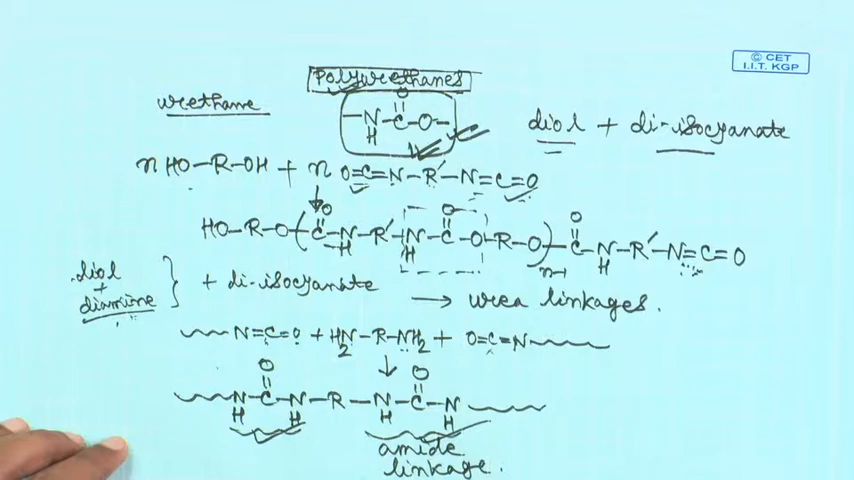 © CET
I.I.T. KGP
Polyurethanes
urethane
O
-N-C-O-
H
diol + di-isocyanate
n HO-R-OH + n O=C=N-R'-N=C=O
O O O
HO-R-O-(C-N-R'-N-C-O-R-O)n-1-C-N-R'-N=C=O
H H H
diol
+
diamine } + di-isocyanate → urea linkages.
N=C=O + H2N-R-NH2 + O=C=N
O O
N-C-N-R-N-C-N
H H H H
amide
linkage.